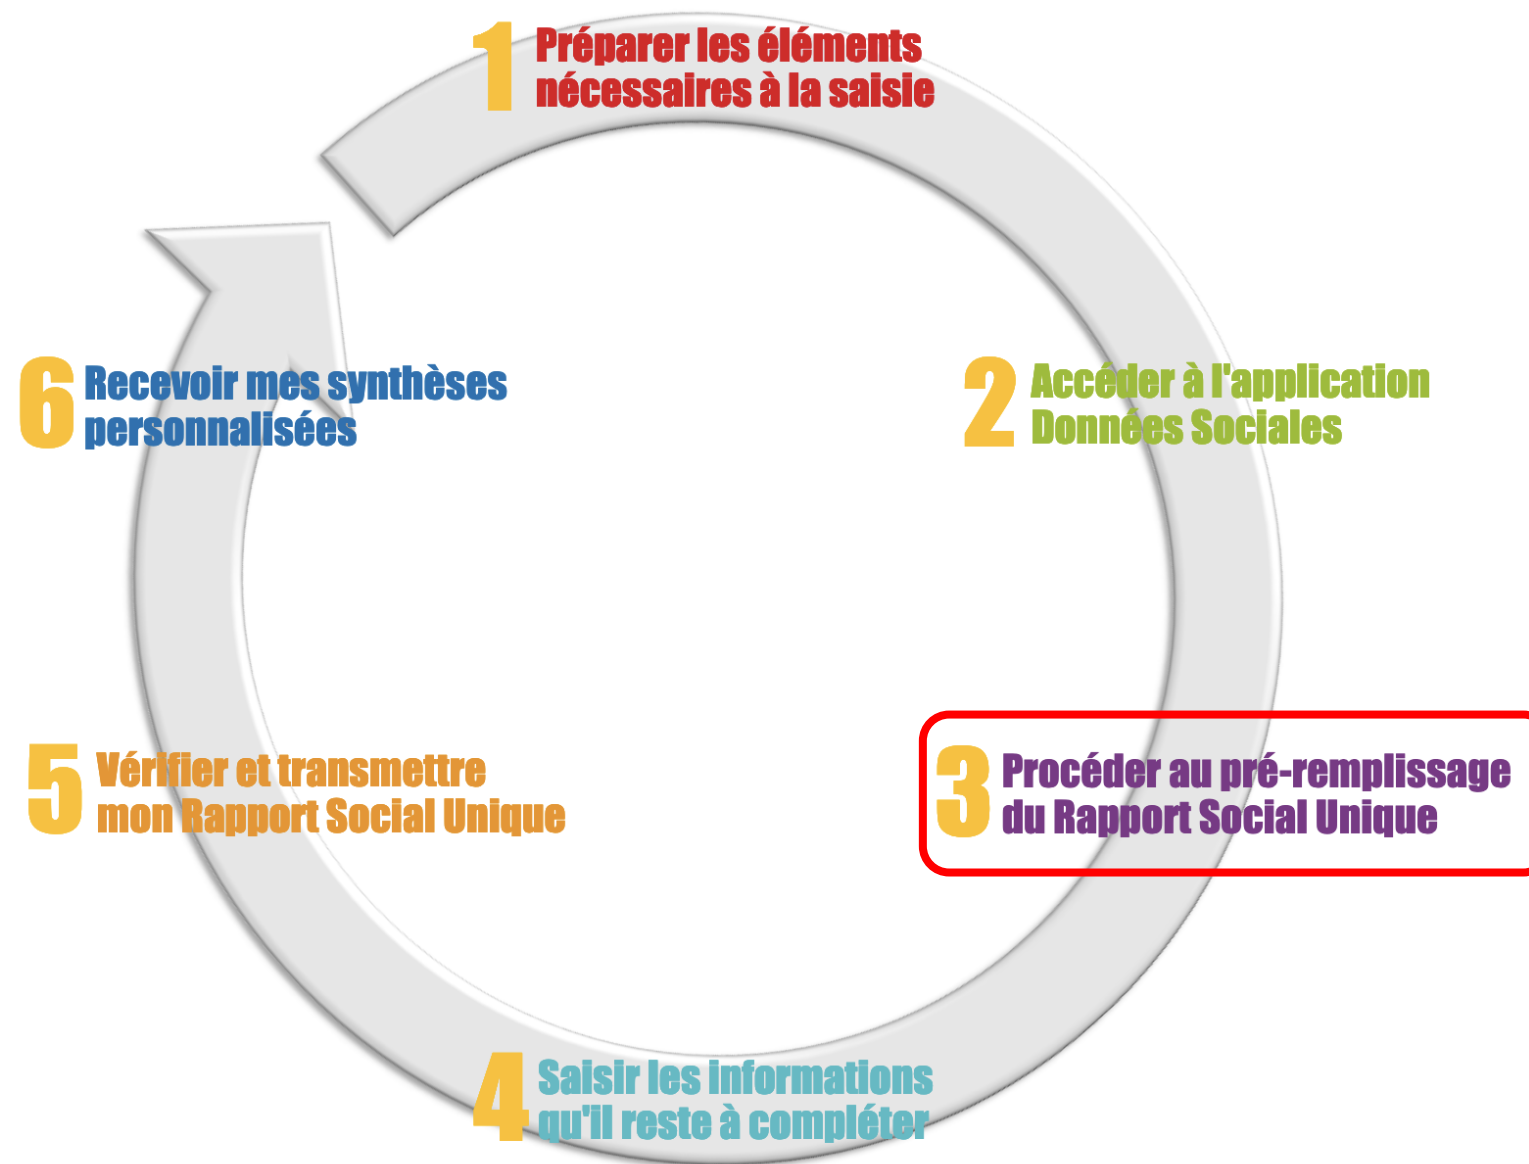 1 Préparer les éléments
nécessaires à la saisie
2 Accéder à l'application
Données Sociales
3 Procéder au pré-remplissage
du Rapport Social Unique
4 Saisir les informations
qu'il reste à compléter
5 Vérifier et transmettre
mon Rapport Social Unique
6 Recevoir mes synthèses
personnalisées